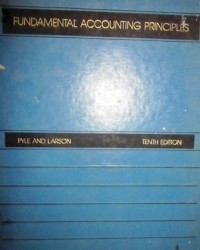 FUNDAMENTAL ACCOUNTING PRINCIPLES
PYLE AND LARSON TENTH EDITION